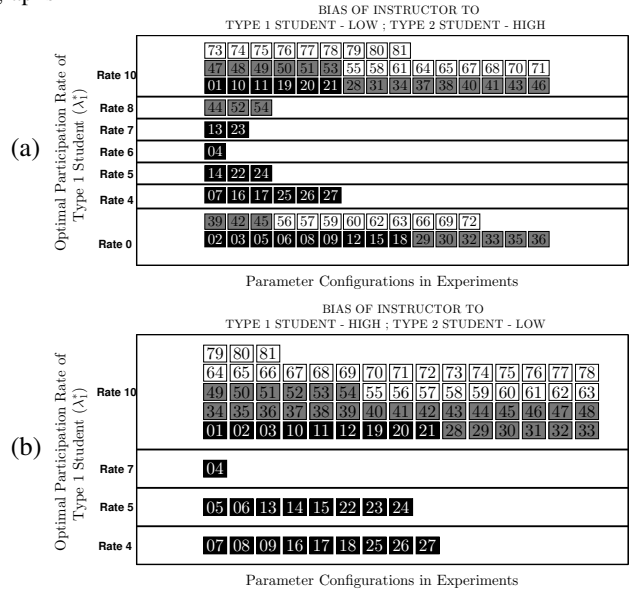 BIAS OF INSTRUCTOR TO
TYPE 1 STUDENT - LOW ; TYPE 2 STUDENT - HIGH
(a)
Optimal Participation Rate of
Type 1 Student (λ₁*)
73 74 75 76 77 78 79 80 81
47 48 49 50 51 53 55 58 61 64 65 67 68 70 71
Rate 10 01 10 11 19 20 21 28 31 34 37 38 40 41 43 46
Rate 8 44 52 54
Rate 7 13 23
Rate 6 04
Rate 5 14 22 24
Rate 4 07 16 17 25 26 27
39 42 45 56 57 59 60 62 63 66 69 72
Rate 0 02 03 05 06 08 09 12 15 18 29 30 32 33 35 36
Parameter Configurations in Experiments
BIAS OF INSTRUCTOR TO
TYPE 1 STUDENT - HIGH ; TYPE 2 STUDENT - LOW
(b)
Optimal Participation Rate of
Type 1 Student (λ₁*)
79 80 81
64 65 66 67 68 69 70 71 72 73 74 75 76 77 78
Rate 10 49 50 51 52 53 54 55 56 57 58 59 60 61 62 63
34 35 36 37 38 39 40 41 42 43 44 45 46 47 48
01 02 03 10 11 12 19 20 21 28 29 30 31 32 33
Rate 7 04
Rate 5 05 06 13 14 15 22 23 24
Rate 4 07 08 09 16 17 18 25 26 27
Parameter Configurations in Experiments